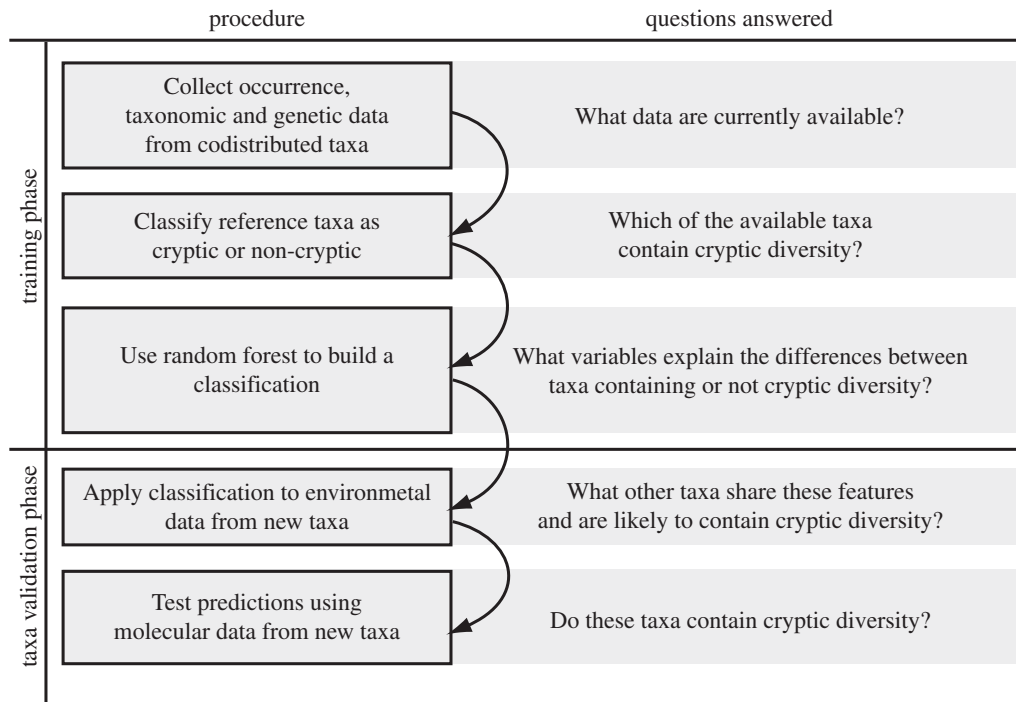 procedure
questions answered
training phase
Collect occurrence,
taxonomic and genetic data
from codistributed taxa
What data are currently available?
Classify reference taxa as
cryptic or non-cryptic
Which of the available taxa
contain cryptic diversity?
Use random forest to build a
classification
What variables explain the differences between
taxa containing or not cryptic diversity?
taxa validation phase
Apply classification to environmetal
data from new taxa
What other taxa share these features
and are likely to contain cryptic diversity?
Test predictions using
molecular data from new taxa
Do these taxa contain cryptic diversity?